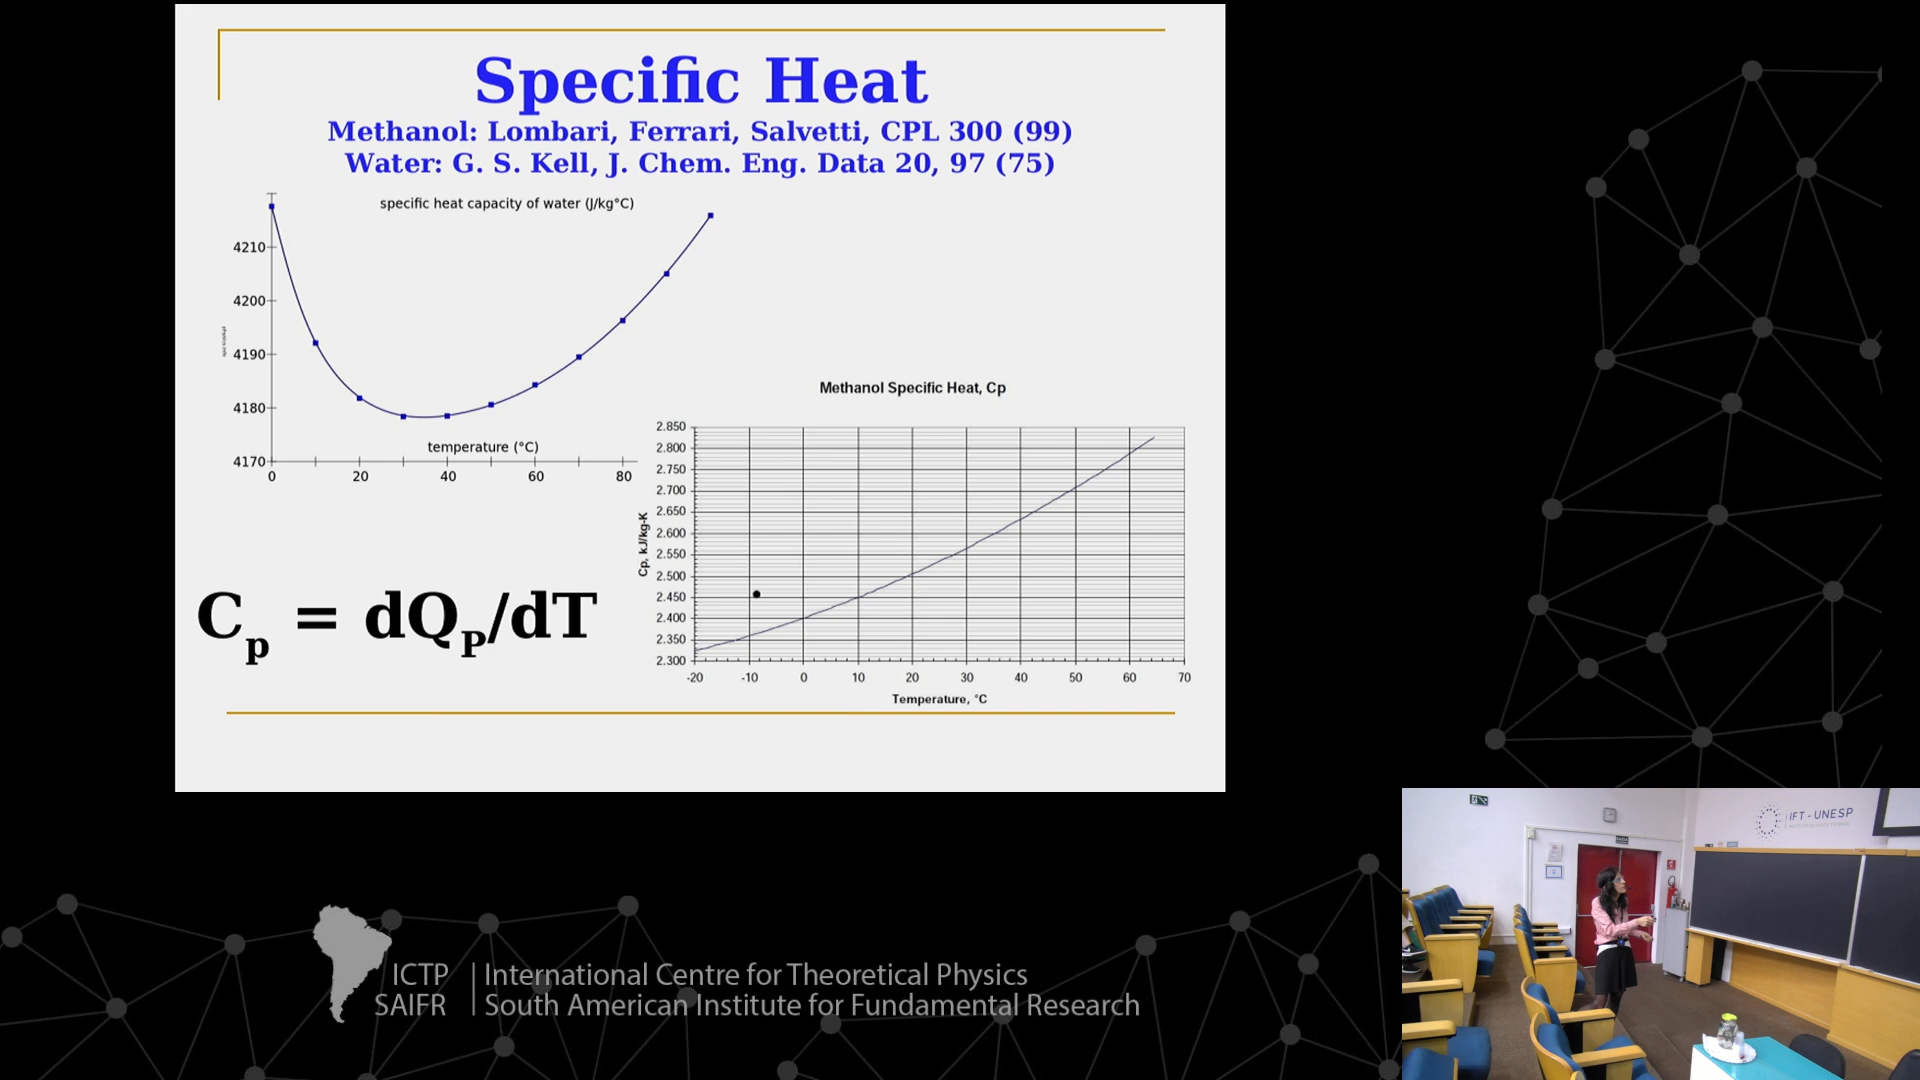 Specific Heat
Methanol: Lombari, Ferrari, Salvetti, CPL 300 (99)
Water: G. S. Kell, J. Chem. Eng. Data 20, 97 (75)
specific heat capacity of water (J/kg°C)
4210
4200
4190
4180
4170
temperature (°C)
0 20 40 60 80
Methanol Specific Heat, Cp
2.850
2.800
2.750
2.700
2.650
2.600
2.550
2.500
2.450
2.400
2.350
2.300
Cp, kJ/kg-K
-20 -10 0 10 20 30 40 50 60 70
Temperature, °C
Cp = dQP/dT
IFT - UNESP
ICTP | International Centre for Theoretical Physics
SAIFR | South American Institute for Fundamental Research